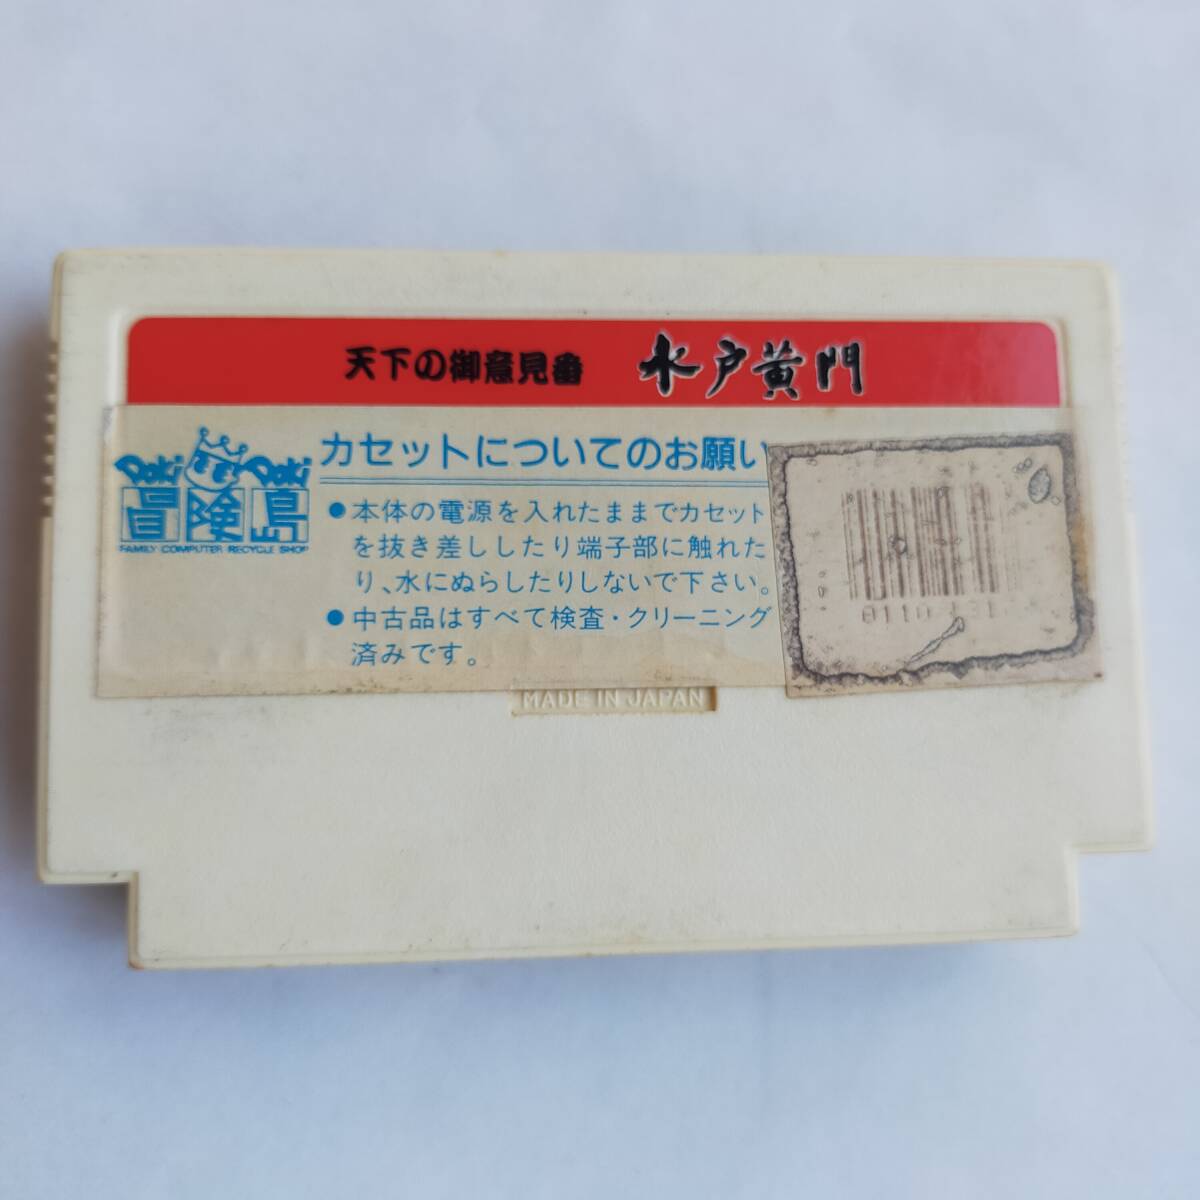 天下の御意見番 水戸黄門
Doki Doki
冒険島
FAMILY COMPUTER RECYCLE SHOP
カセットについてのお願い
●本体の電源を入れたままでカセット
を抜き差ししたり端子部に触れた
り、水にぬらしたりしないで下さい。
●中古品はすべて検査・クリーニング
済みです。
MADE IN JAPAN